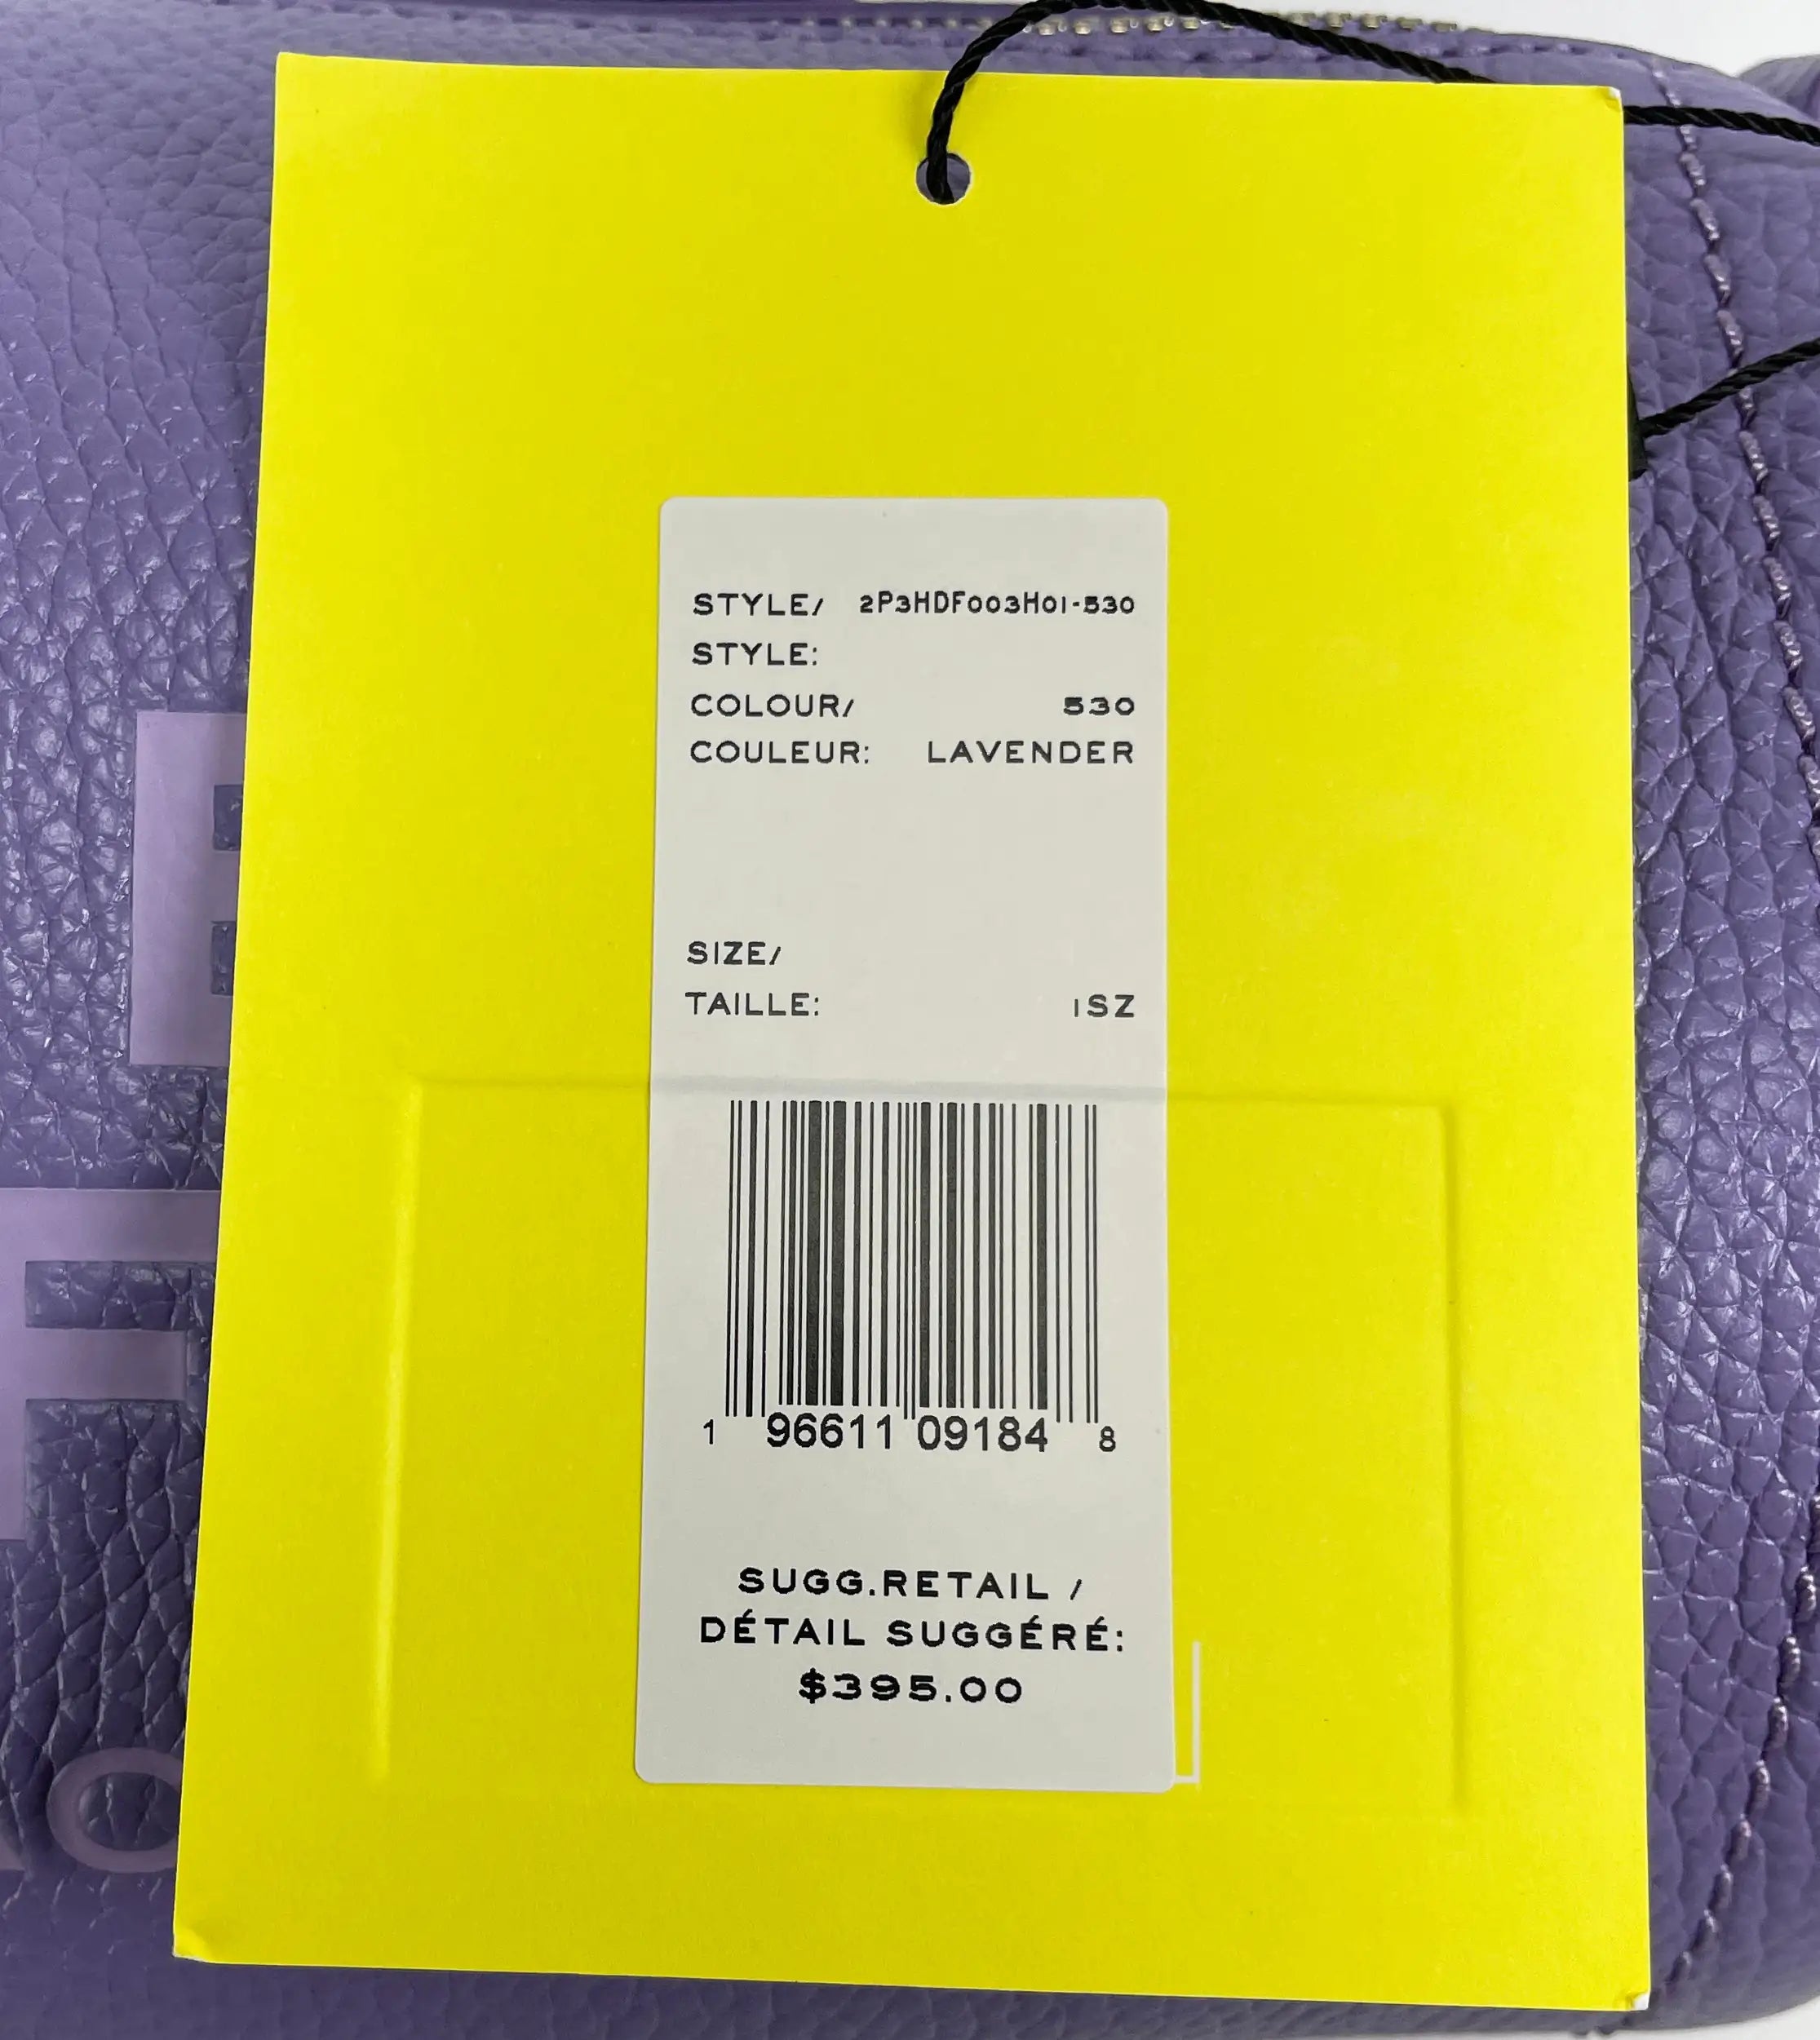 STYLE/ 2P3HDF003H01-530
STYLE:
COLOUR/ 530
COULEUR: LAVENDER
SIZE/
TAILLE: 1SZ
1 96611 09184 8
SUGG.RETAIL /
DÉTAIL SUGGÉRÉ:
$395.00